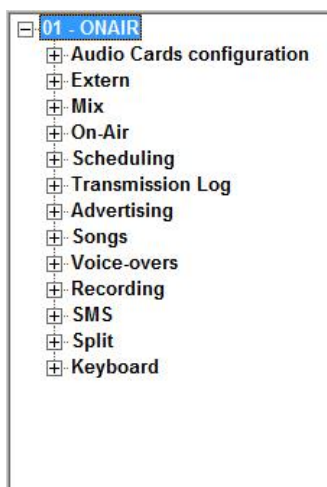 01 - ONAIR
Audio Cards configuration
Extern
Mix
On-Air
Scheduling
Transmission Log
Advertising
Songs
Voice-overs
Recording
SMS
Split
Keyboard